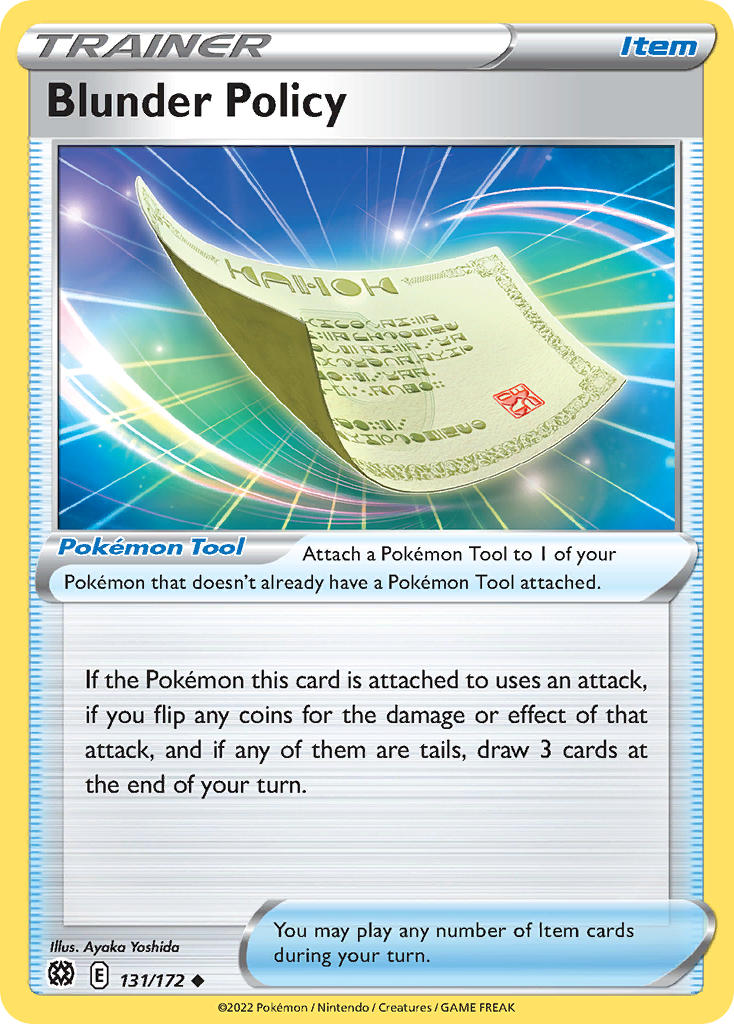 TRAINER Item
Blunder Policy
Pokémon Tool Attach a Pokémon Tool to 1 of your
Pokémon that doesn't already have a Pokémon Tool attached.
If the Pokémon this card is attached to uses an attack,
if you flip any coins for the damage or effect of that
attack, and if any of them are tails, draw 3 cards at
the end of your turn.
You may play any number of Item cards
during your turn.
Illus. Ayaka Yoshida
E 131/172 ◆
©2022 Pokémon / Nintendo / Creatures / GAME FREAK